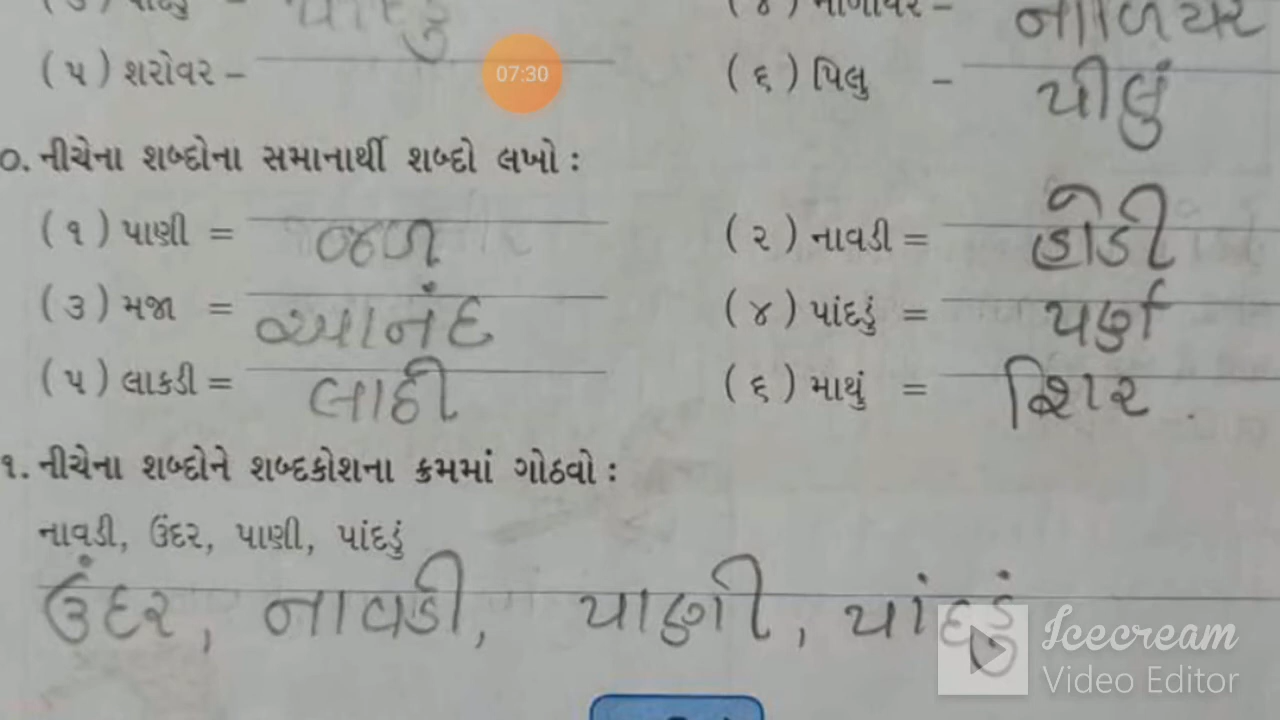 નાળિયેર
(૫) શરોવર – 07:30 (૬) પિલુ – પીલું
૦. નીચેના શબ્દોના સમાનાર્થી શબ્દો લખો :
(૧) પાણી = જળ (૨) નાવડી = હોડી
(૩) મજા = આનંદ (૪) પાંદડું = પર્ણ
(૫) લાકડી = લાઠી (૬) માથું = શિર .
૧. નીચેના શબ્દોને શબ્દકોશના ક્રમમાં ગોઠવો :
નાવડી, ઉંદર, પાણી, પાંદડું
ઉંદર, નાવડી, પાણી, પાંદડું
Icecream
Video Editor